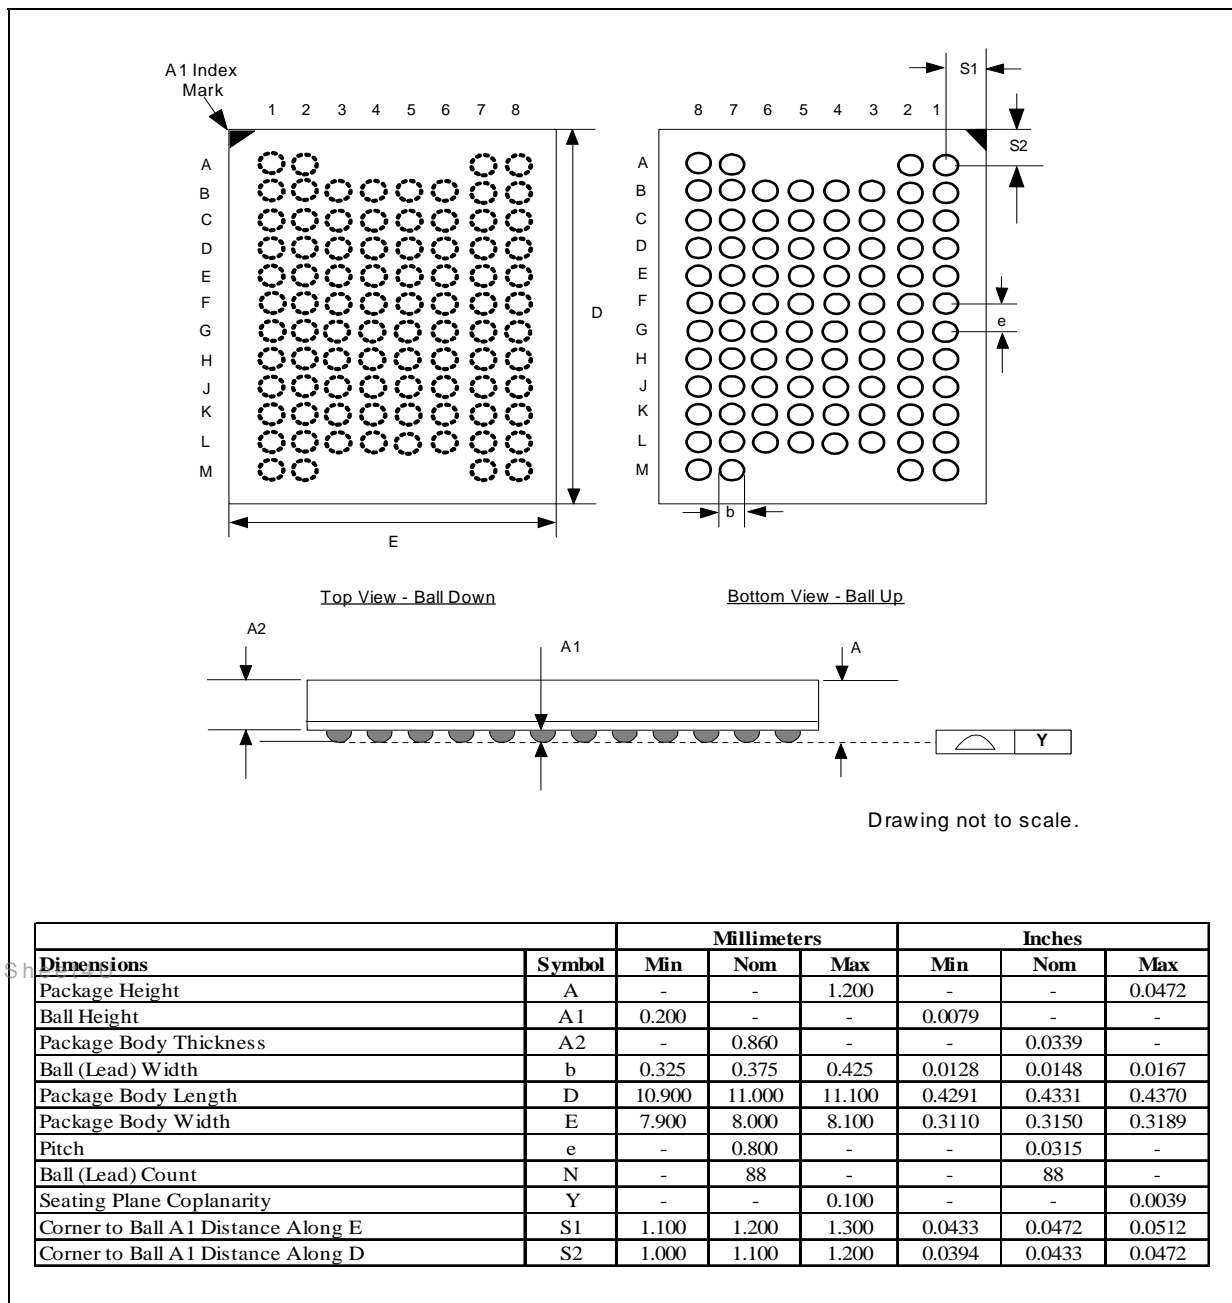 A1 Index
Mark
1 2 3 4 5 6 7 8
A
B
C
D
E
F
G
H
J
K
L
M
D
E
Top View - Ball Down
8 7 6 5 4 3 2 1
A
B
C
D
E
F
G
H
J
K
L
M
S1
S2
e
b
Bottom View - Ball Up
A2
A1
A
Y
Drawing not to scale.
Millimeters Inches
Dimensions Symbol Min Nom Max Min Nom Max
Package Height A - - 1.200 - - 0.0472
Ball Height A1 0.200 - - 0.0079 - -
Package Body Thickness A2 - 0.860 - - 0.0339 -
Ball (Lead) Width b 0.325 0.375 0.425 0.0128 0.0148 0.0167
Package Body Length D 10.900 11.000 11.100 0.4291 0.4331 0.4370
Package Body Width E 7.900 8.000 8.100 0.3110 0.3150 0.3189
Pitch e - 0.800 - - 0.0315 -
Ball (Lead) Count N - 88 - - 88 -
Seating Plane Coplanarity Y - - 0.100 - - 0.0039
Corner to Ball A1 Distance Along E S1 1.100 1.200 1.300 0.0433 0.0472 0.0512
Corner to Ball A1 Distance Along D S2 1.000 1.100 1.200 0.0394 0.0433 0.0472